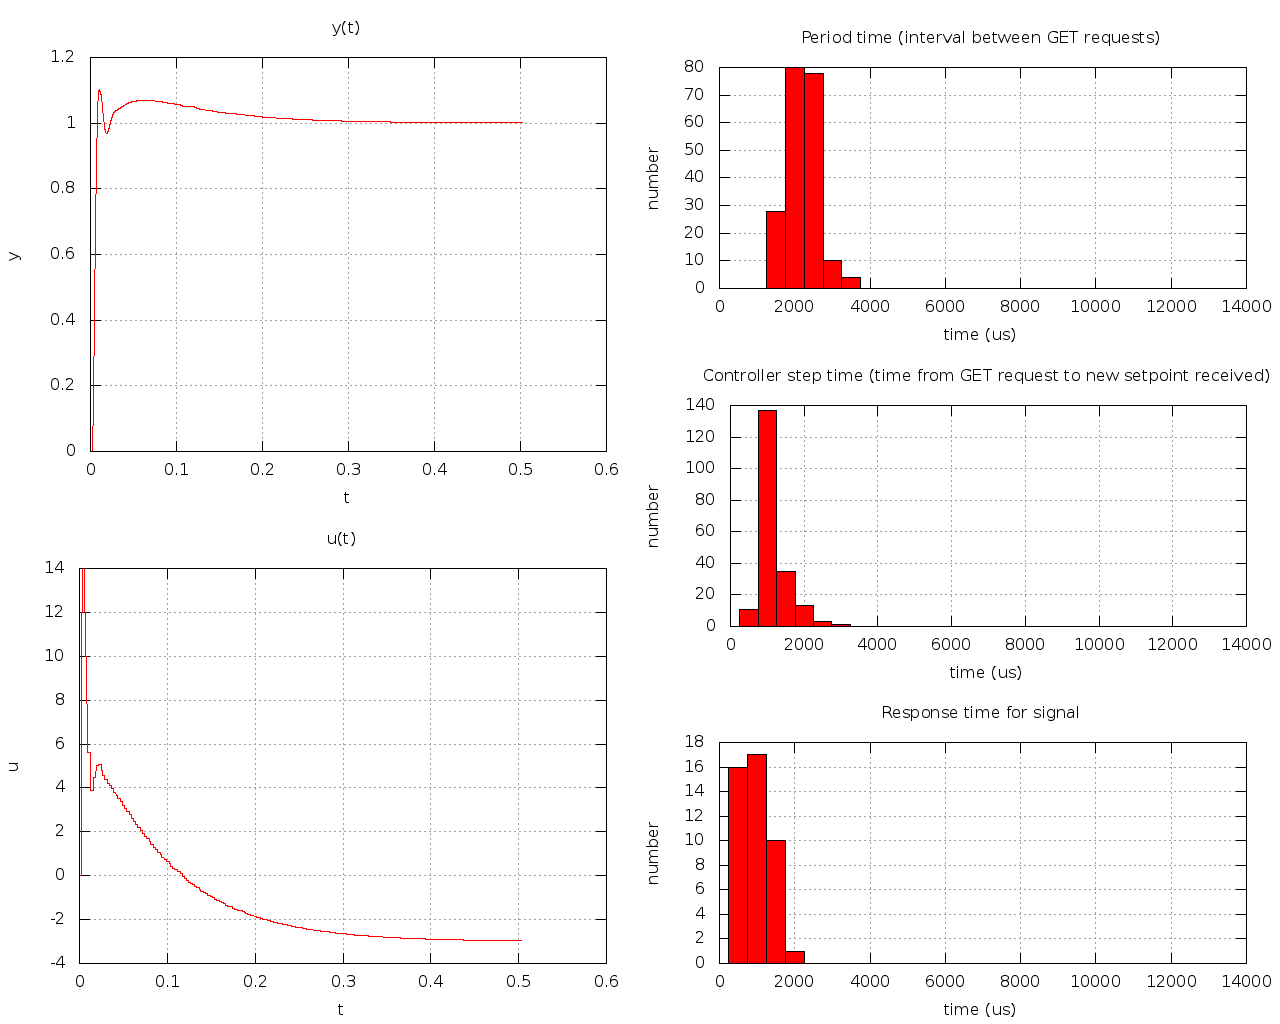 y(t)
1.2
1
0.8
0.6
0.4
0.2
0
y
0 0.1 0.2 0.3 0.4 0.5 0.6
t
u(t)
14
12
10
8
6
4
2
0
-2
-4
u
0 0.1 0.2 0.3 0.4 0.5 0.6
t
Period time (interval between GET requests)
80
70
60
50
40
30
20
10
0
number
0 2000 4000 6000 8000 10000 12000 14000
time (us)
Controller step time (time from GET request to new setpoint received)
140
120
100
80
60
40
20
0
number
0 2000 4000 6000 8000 10000 12000 14000
time (us)
Response time for signal
18
16
14
12
10
8
6
4
2
0
number
0 2000 4000 6000 8000 10000 12000 14000
time (us)